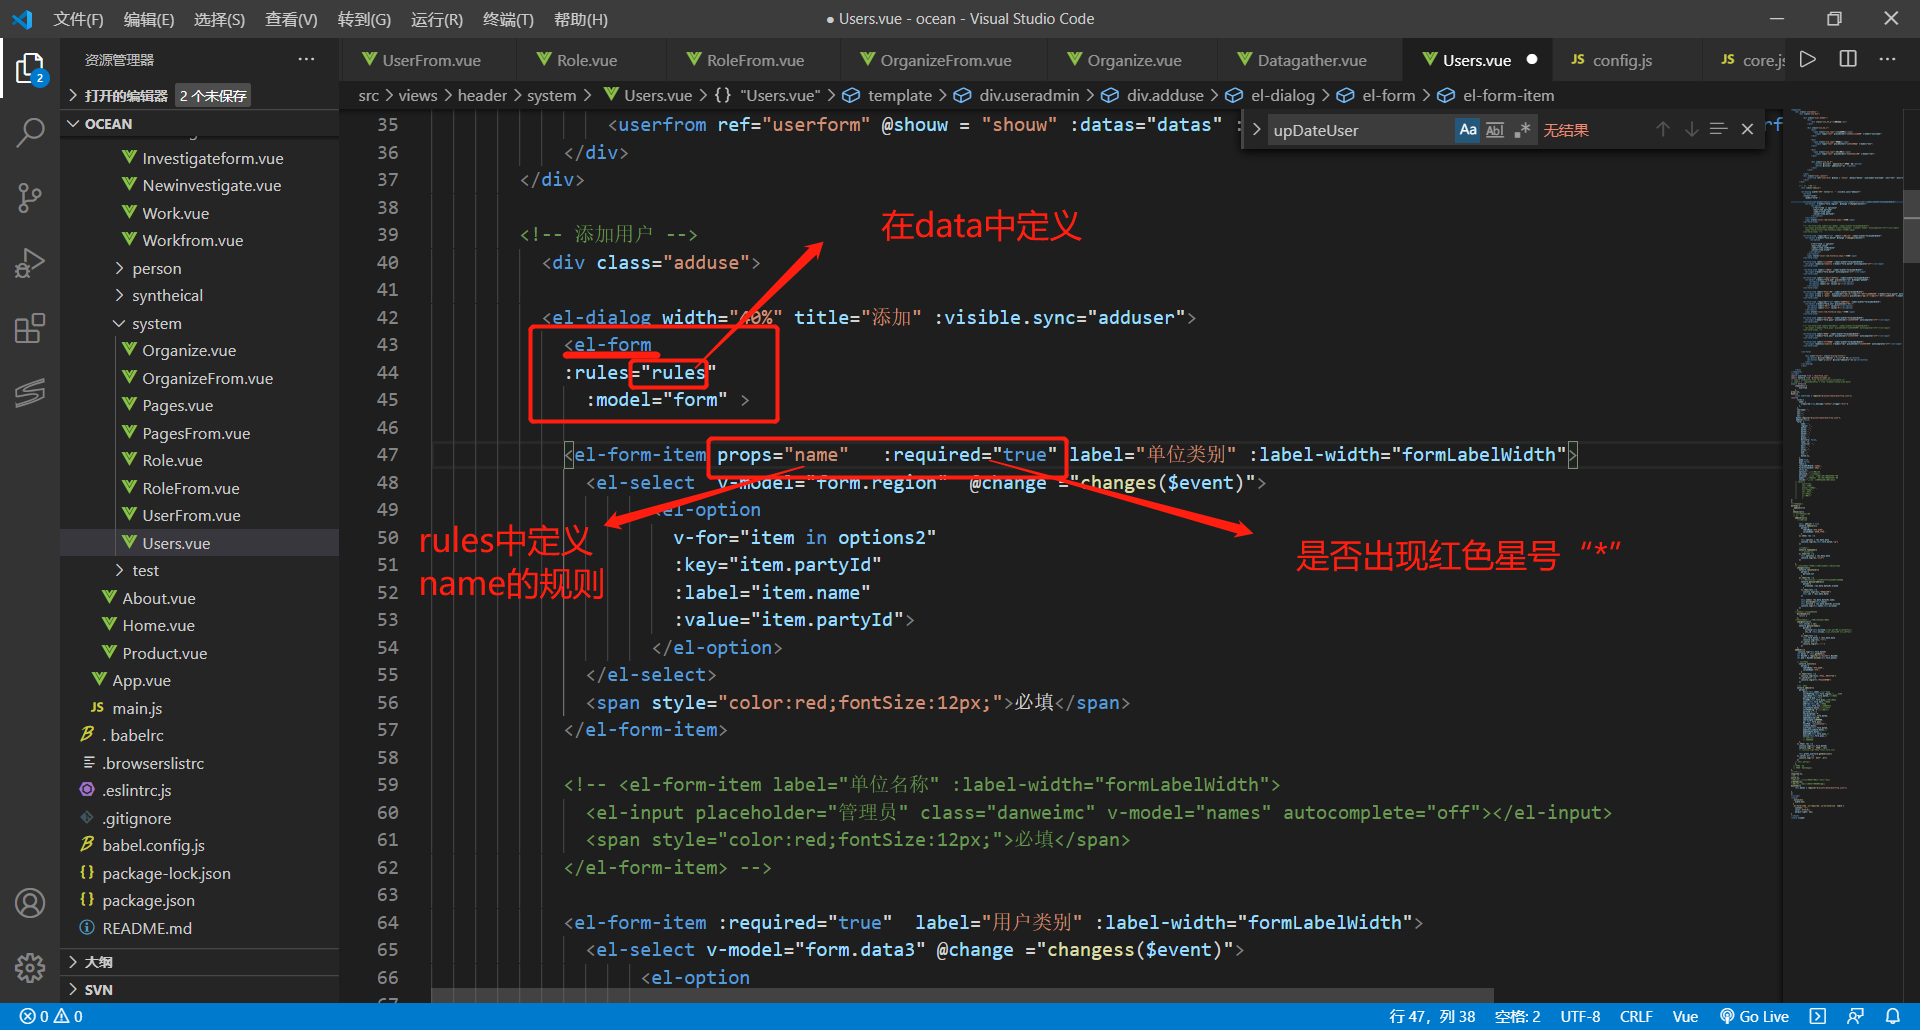 文件(F) 编辑(E) 选择(S) 查看(V) 转到(G) 运行(R) 终端(T) 帮助(H) ● Users.vue - ocean - Visual Studio Code
资源管理器 ···
UserFrom.vue Role.vue RoleFrom.vue OrganizeFrom.vue Organize.vue Datagather.vue Users.vue ● JS config.js JS core.js ···
src > views > header > system > Users.vue > {} "Users.vue" > template > div.useradmin > div.adduse > el-dialog > el-form > el-form-item
2
打开的编辑器 2 个未保存
OCEAN
Investigateform.vue
Newinvestigate.vue
Work.vue
Workfrom.vue
person
syntheical
system
Organize.vue
OrganizeFrom.vue
Pages.vue
PagesFrom.vue
Role.vue
RoleFrom.vue
UserFrom.vue
Users.vue
test
About.vue
Home.vue
Product.vue
App.vue
JS main.js
. babelrc
.browserslistrc
.eslintrc.js
.gitignore
babel.config.js
{} package-lock.json
{} package.json
README.md
大纲
SVN
upDateUser Aa Abl .* 无结果
35 <userfrom ref="userform" @shouw = "shouw" :datas="datas" :
36 </div>
37 </div>
38
39 <!-- 添加用户 -->
40 <div class="adduse">
41
42 <el-dialog width="40%" title="添加" :visible.sync="adduser">
43 <el-form
44 :rules="rules"
45 :model="form" >
46
47 <el-form-item props="name" :required="true" label="单位类别" :label-width="formLabelWidth">
48 <el-select v-model="form.region" @change ="changes($event)">
49 <el-option
50 v-for="item in options2"
51 :key="item.partyId"
52 :label="item.name"
53 :value="item.partyId">
54 </el-option>
55 </el-select>
56 <span style="color:red;fontSize:12px;">必填</span>
57 </el-form-item>
58
59 <!-- <el-form-item label="单位名称" :label-width="formLabelWidth">
60 <el-input placeholder="管理员" class="danweimc" v-model="names" autocomplete="off"></el-input>
61 <span style="color:red;fontSize:12px;">必填</span>
62 </el-form-item> -->
63
64 <el-form-item :required="true" label="用户类别" :label-width="formLabelWidth">
65 <el-select v-model="form.data3" @change ="changess($event)">
66 <el-option
67
在data中定义
rules中定义
name的规则
是否出现红色星号“*”
0 0 行 47，列 38 空格: 2 UTF-8 CRLF Vue Go Live